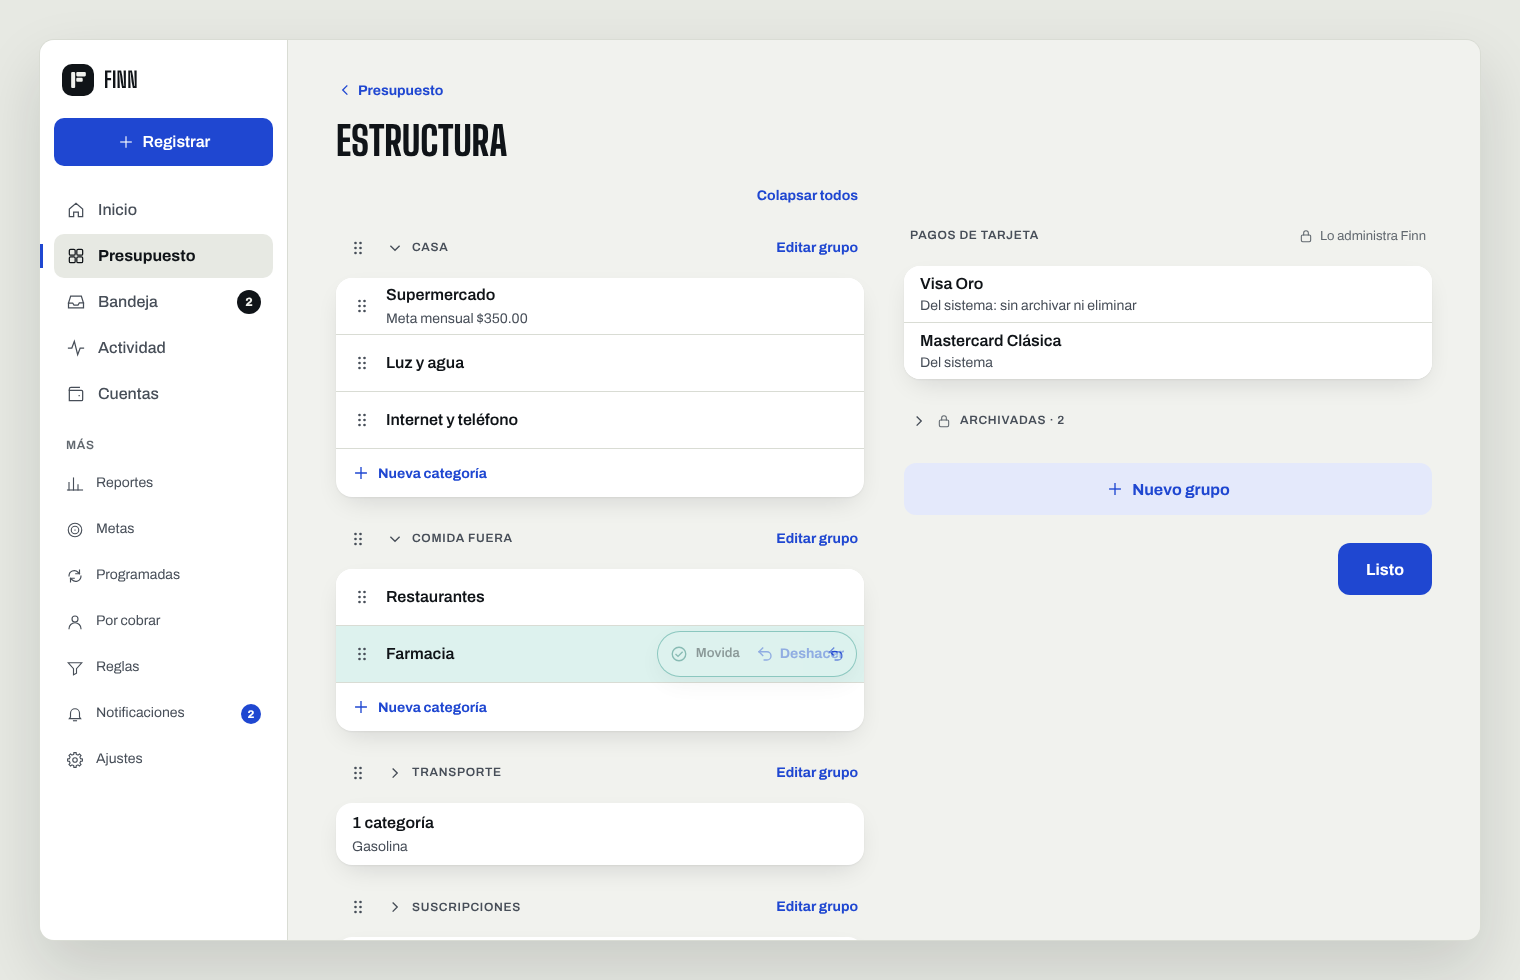 FINN
Registrar
Inicio
Presupuesto
Bandeja 2
Actividad
Cuentas
MÁS
Reportes
Metas
Programadas
Por cobrar
Reglas
Notificaciones 2
Ajustes
Presupuesto
ESTRUCTURA
Colapsar todos
CASA Editar grupo
Supermercado
Meta mensual $350.00
Luz y agua
Internet y teléfono
Nueva categoría
COMIDA FUERA Editar grupo
Restaurantes
Farmacia Movida Deshacer
Nueva categoría
TRANSPORTE Editar grupo
1 categoría
Gasolina
SUSCRIPCIONES Editar grupo
PAGOS DE TARJETA Lo administra Finn
Visa Oro
Del sistema: sin archivar ni eliminar
Mastercard Clásica
Del sistema
ARCHIVADAS · 2
Nuevo grupo
Listo